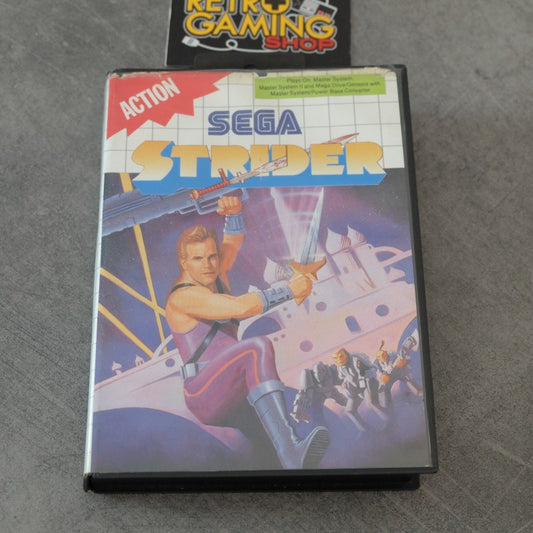 RETRO
GAMING
SHOP
ACTION
Plays On: Master System,
Master System II and Mega Drive/Genesis with
Master System/Power Base Converter
SEGA
STRIDER